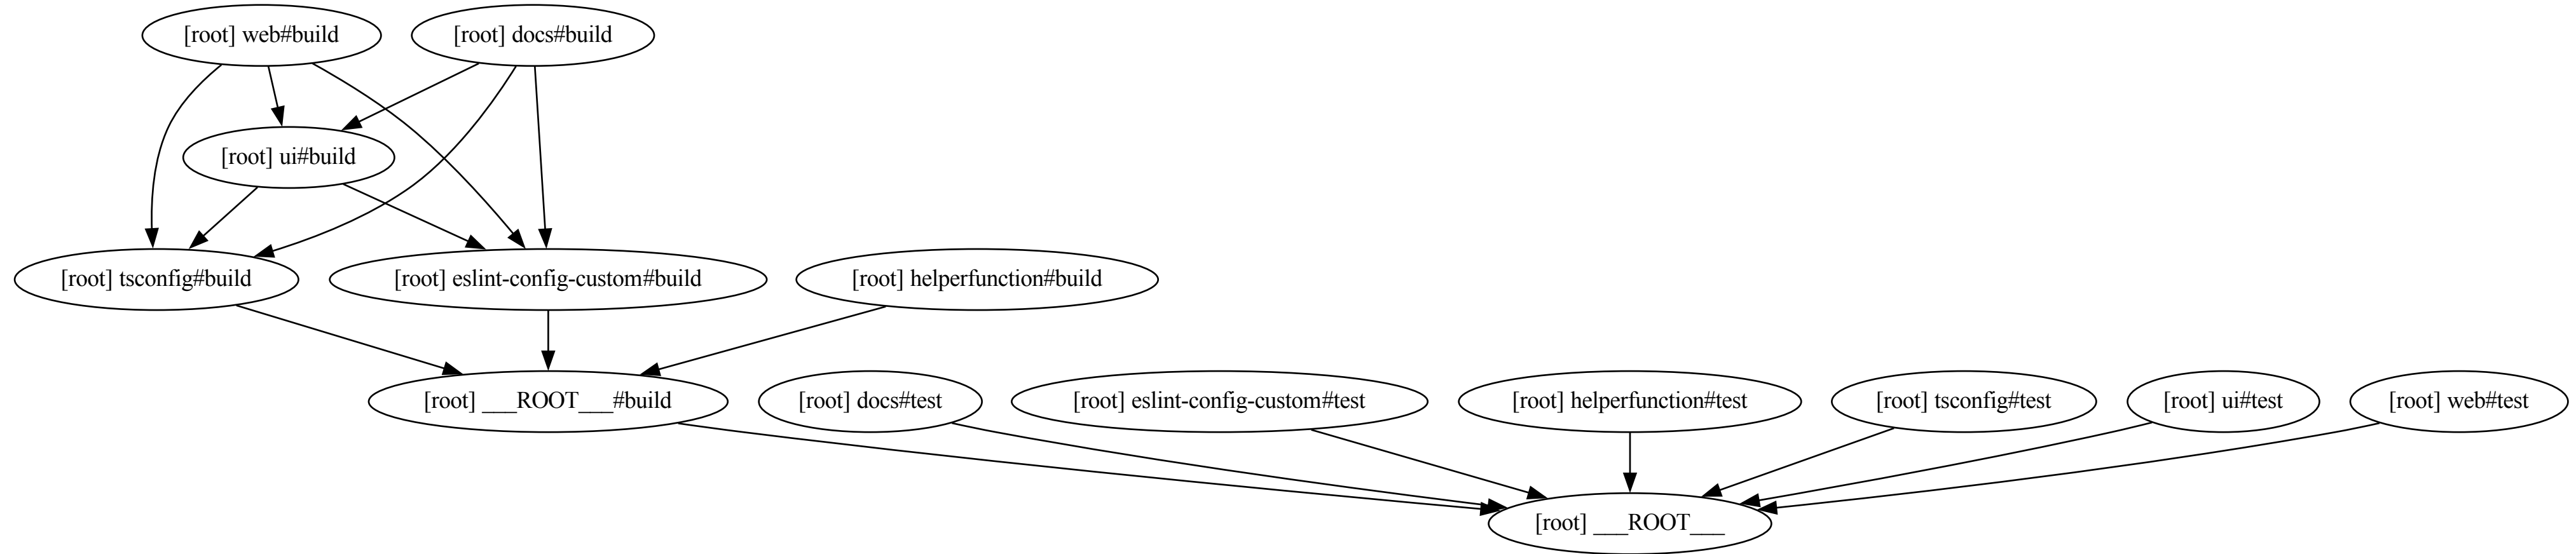 [root] web#build
[root] docs#build
[root] ui#build
[root] tsconfig#build
[root] eslint-config-custom#build
[root] helperfunction#build
[root] ___ROOT___#build
[root] docs#test
[root] eslint-config-custom#test
[root] helperfunction#test
[root] tsconfig#test
[root] ui#test
[root] web#test
[root] ___ROOT___